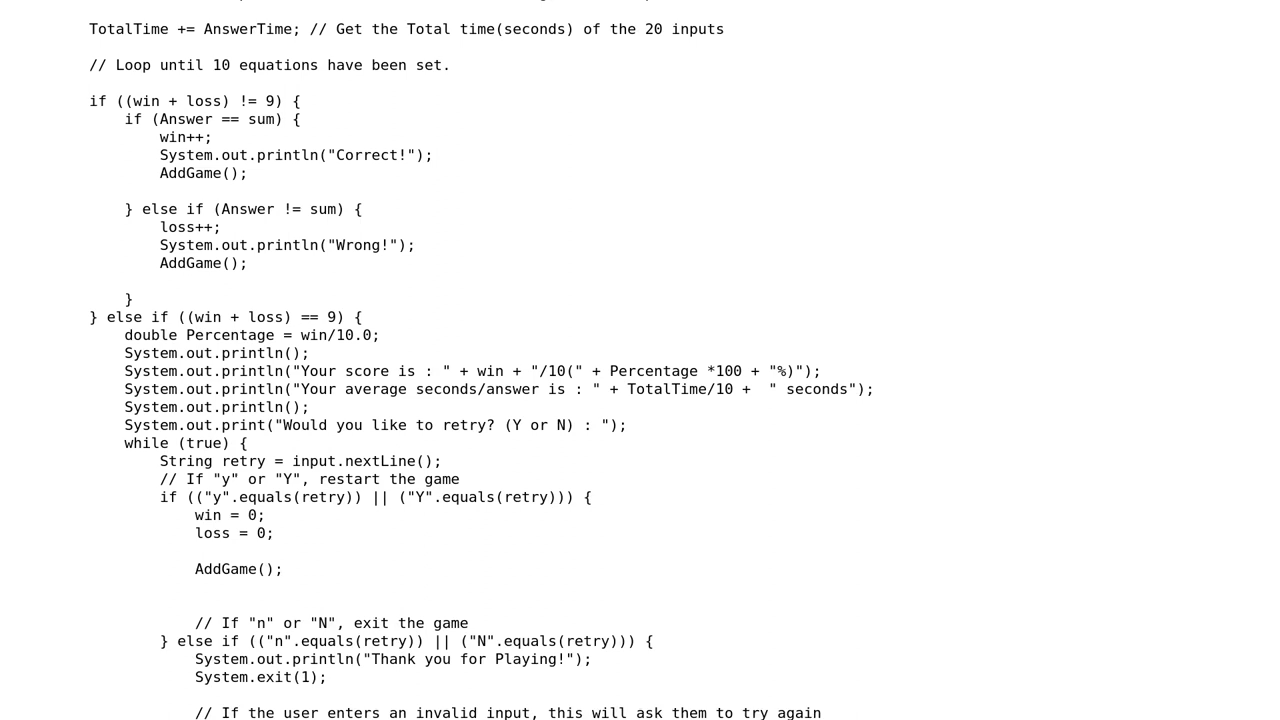 TotalTime += AnswerTime; // Get the Total time(seconds) of the 20 inputs
// Loop until 10 equations have been set.
if ((win + loss) != 9) {
if (Answer == sum) {
win++;
System.out.println("Correct!");
AddGame();
} else if (Answer != sum) {
loss++;
System.out.println("Wrong!");
AddGame();
}
} else if ((win + loss) == 9) {
double Percentage = win/10.0;
System.out.println();
System.out.println("Your score is : " + win + "/10(" + Percentage *100 + "%)");
System.out.println("Your average seconds/answer is : " + TotalTime/10 +  " seconds");
System.out.println();
System.out.print("Would you like to retry? (Y or N) : ");
while (true) {
String retry = input.nextLine();
// If "y" or "Y", restart the game
if (("y".equals(retry)) || ("Y".equals(retry))) {
win = 0;
loss = 0;
AddGame();
// If "n" or "N", exit the game
} else if (("n".equals(retry)) || ("N".equals(retry))) {
System.out.println("Thank you for Playing!");
System.exit(1);
// If the user enters an invalid input, this will ask them to try again